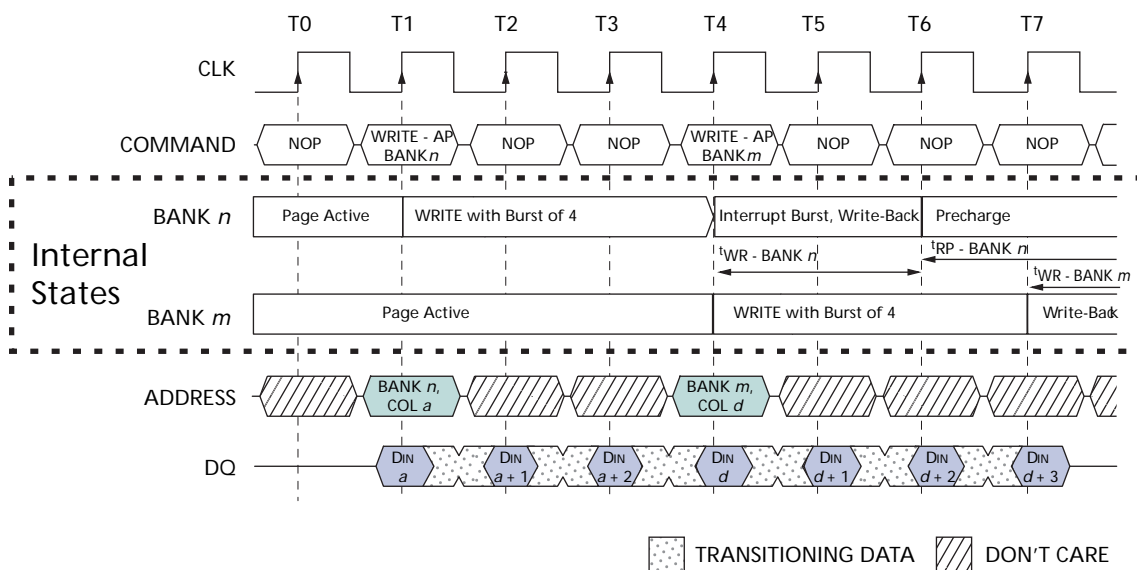 T0 T1 T2 T3 T4 T5 T6 T7
CLK
COMMAND NOP WRITE - AP BANK n NOP NOP WRITE - AP BANK m NOP NOP NOP
BANK n Page Active WRITE with Burst of 4 Interrupt Burst, Write-Back Precharge
Internal States
tWR - BANK n tRP - BANK n
tWR - BANK m
BANK m Page Active WRITE with Burst of 4 Write-Back
ADDRESS BANK n, COL a BANK m, COL d
DQ DIN a DIN a + 1 DIN a + 2 DIN d DIN d + 1 DIN d + 2 DIN d + 3
TRANSITIONING DATA DON'T CARE